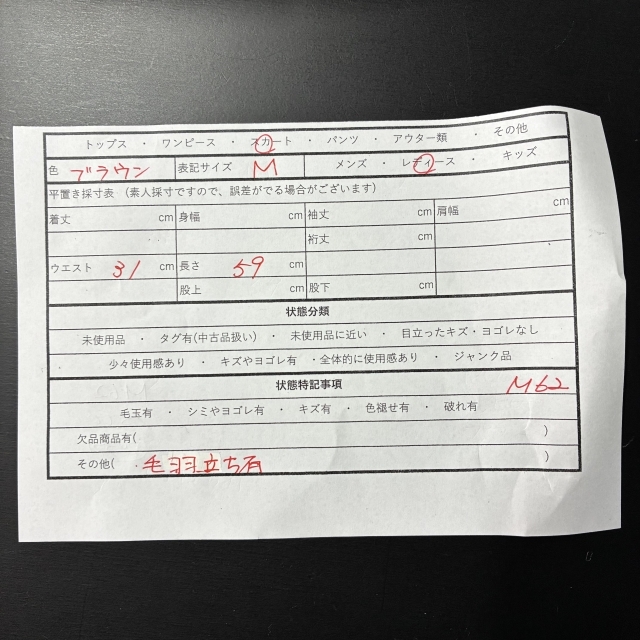 トップス ・ ワンピース ・ スカート ・ パンツ ・ アウター類 ・ その他
色 ブラウン 表記サイズ M メンズ ・ レディース ・ キッズ
平置き採寸表 （素人採寸ですので、誤差がでる場合がございます）
着丈 cm 身幅 cm 袖丈 cm 肩幅 cm
裄丈 cm
ウエスト 31 cm 長さ 59 cm
股上 cm 股下 cm
状態分類
未使用品 ・ タグ有(中古品扱い) ・ 未使用品に近い ・ 目立ったキズ・ヨゴレなし
少々使用感あり ・ キズやヨゴレ有 ・全体的に使用感あり ・ ジャンク品
状態特記事項 M62
毛玉有 ・ シミやヨゴレ有 ・ キズ有 ・ 色褪せ有 ・ 破れ有
欠品商品有( )
その他( ・毛羽立ち有 )